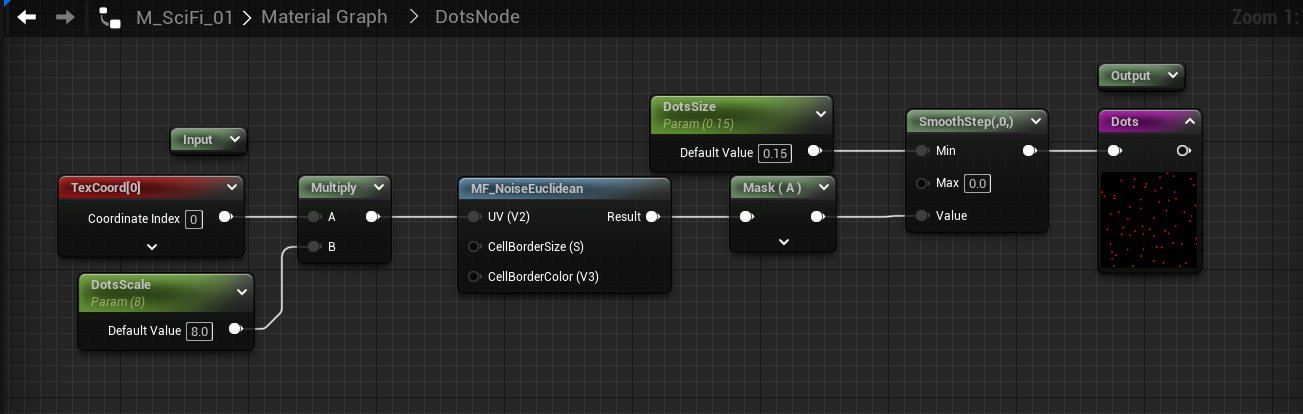 M_SciFi_01 > Material Graph > DotsNode
Zoom 1:
Output
DotsSize
Param (0.15)
Default Value 0.15
SmoothStep(,0,)
Min
Max 0.0
Value
Dots
Input
TexCoord[0]
Coordinate Index 0
Multiply
A
B
MF_NoiseEuclidean
UV (V2) Result
CellBorderSize (S)
CellBorderColor (V3)
Mask ( A )
DotsScale
Param (8)
Default Value 8.0